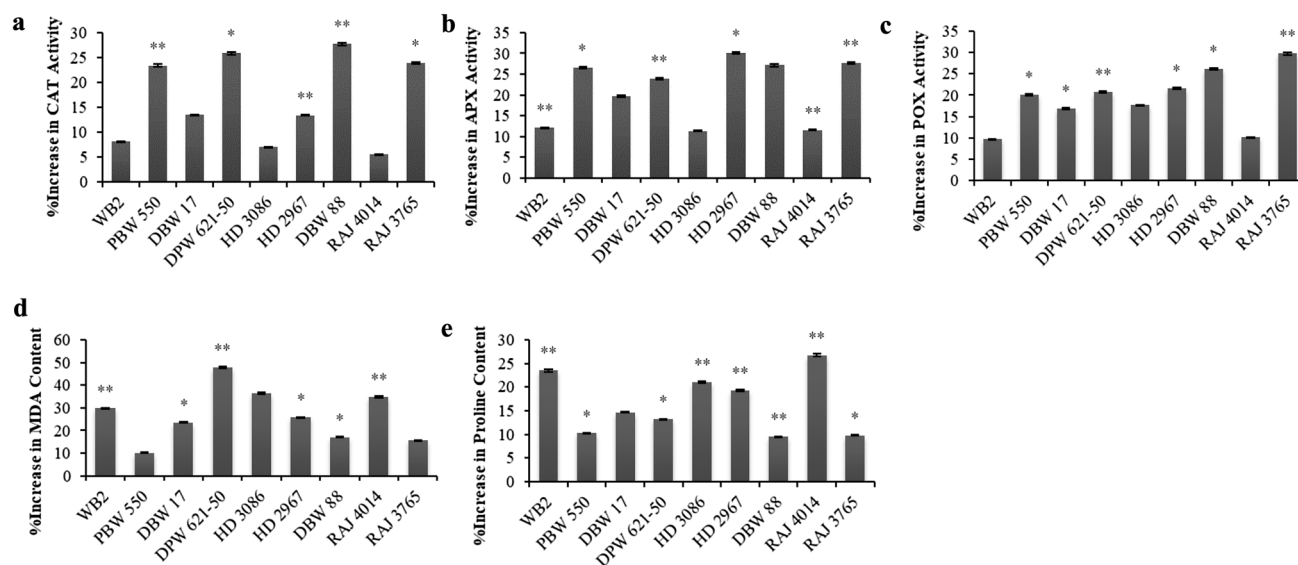 a
%Increase in CAT Activity
30
25
20
15
10
5
0
**
*
**
**
*
WB2
PBW 550
DBW 17
DPW 621-50
HD 3086
HD 2967
DBW 88
RAJ 4014
RAJ 3765
b
%Increase in APX Activity
35
30
25
20
15
10
5
0
**
*
**
*
**
**
WB2
PBW 550
DBW 17
DPW 621-50
HD 3086
HD 2967
DBW 88
RAJ 4014
RAJ 3765
c
%Increase in POX Activity
35
30
25
20
15
10
5
0
*
*
**
*
*
**
WB2
PBW 550
DBW 17
DPW 621-50
HD 3086
HD 2967
DBW 88
RAJ 4014
RAJ 3765
d
%Increase in MDA Content
60
50
40
30
20
10
0
**
*
**
*
*
**
WB2
PBW 550
DBW 17
DPW 621-50
HD 3086
HD 2967
DBW 88
RAJ 4014
RAJ 3765
e
%Increase in Proline Content
30
25
20
15
10
5
0
**
*
*
**
**
**
**
*
WB2
PBW 550
DBW 17
DPW 621-50
HD 3086
HD 2967
DBW 88
RAJ 4014
RAJ 3765